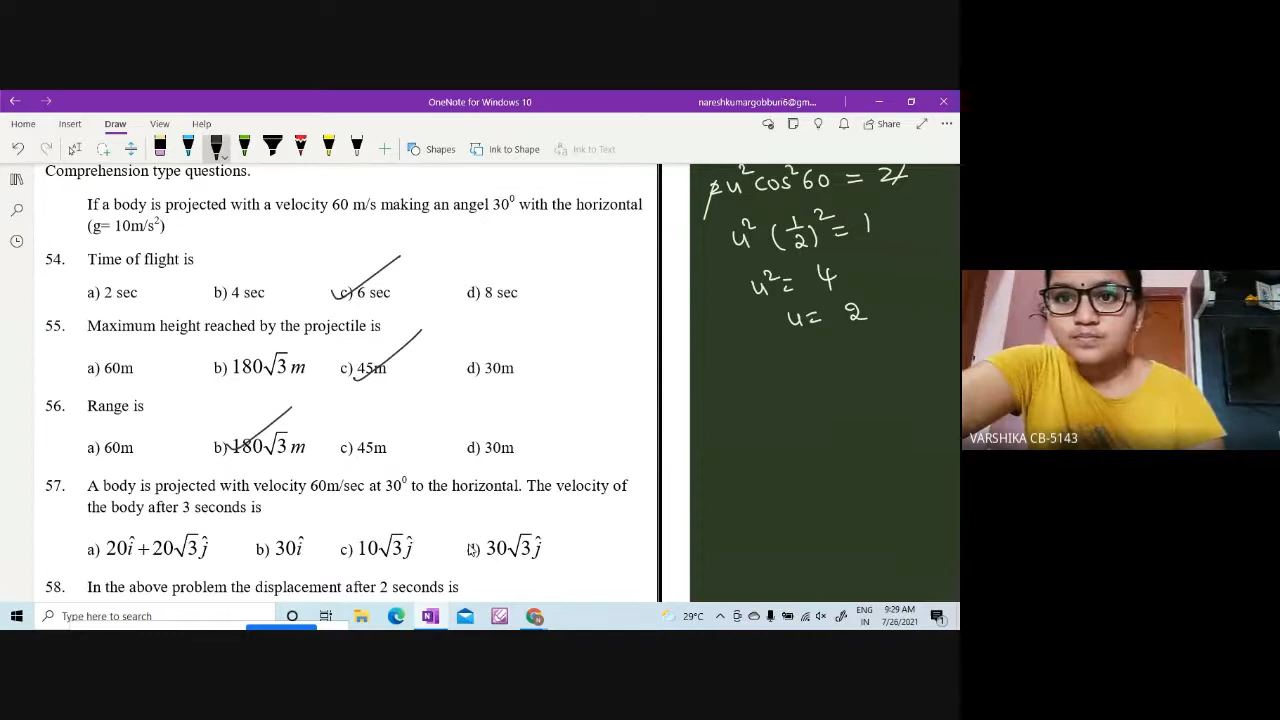 OneNote for Windows 10
nareshkumargobburi6@gm...
Home Insert Draw View Help
Share
Shapes Ink to Shape Ink to Text
Comprehension type questions.
If a body is projected with a velocity 60 m/s making an angel 30⁰ with the horizontal
(g= 10m/s²)
54. Time of flight is
a) 2 sec b) 4 sec c) 6 sec d) 8 sec
55. Maximum height reached by the projectile is
a) 60m b) 180√3 m c) 45m d) 30m
56. Range is
a) 60m b) 180√3 m c) 45m d) 30m
57. A body is projected with velocity 60m/sec at 30⁰ to the horizontal. The velocity of
the body after 3 seconds is
a) 20î + 20√3 ĵ b) 30î c) 10√3 ĵ d) 30√3 ĵ
58. In the above problem the displacement after 2 seconds is
2u² cos² 60 = 2
u² (1/2)² = 1
u² = 4
u = 2
VARSHIKA CB-5143
Type here to search
29°C
ENG
IN
9:29 AM
7/26/2021